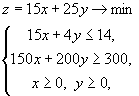 z = 15x + 25y → min
15x + 4y ≤ 14,
150x + 200y ≥ 300,
x ≥ 0, y ≥ 0,